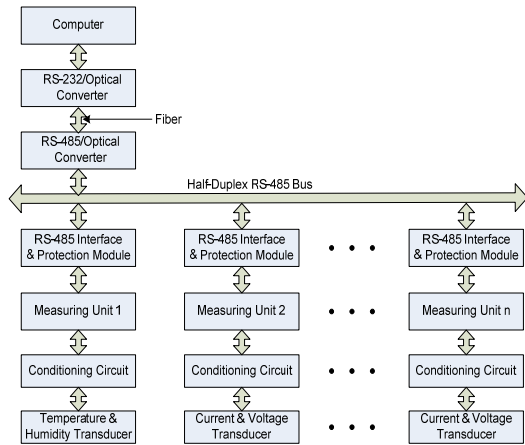 Computer
RS-232/Optical
Converter
Fiber
RS-485/Optical
Converter
Half-Duplex RS-485 Bus
RS-485 Interface
& Protection Module
RS-485 Interface
& Protection Module
RS-485 Interface
& Protection Module
Measuring Unit 1
Measuring Unit 2
Measuring Unit n
Conditioning Circuit
Conditioning Circuit
Conditioning Circuit
Temperature &
Humidity Transducer
Current & Voltage
Transducer
Current & Voltage
Transducer